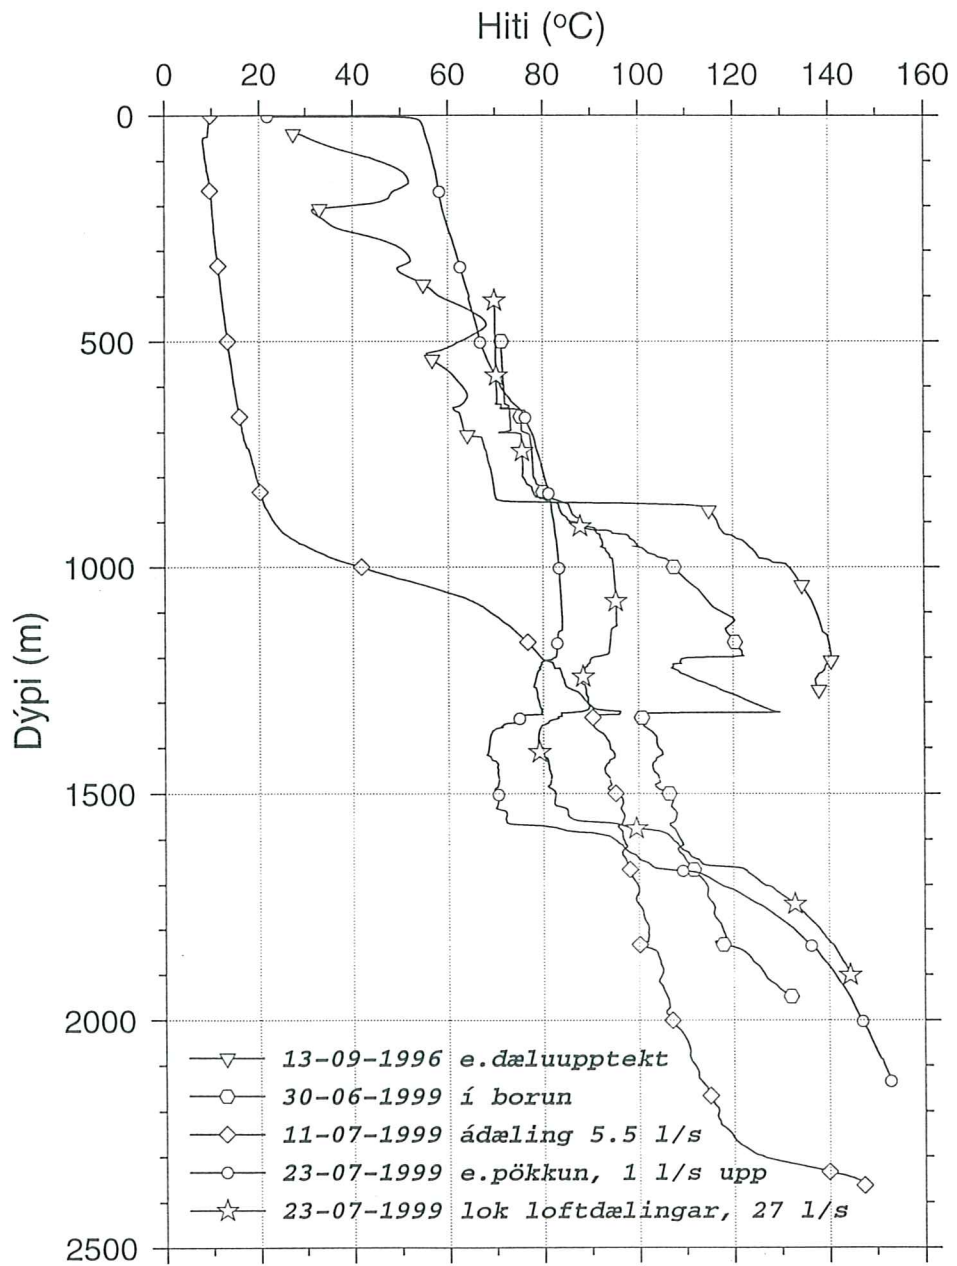 Hiti (ºC)
0 20 40 60 80 100 120 140 160
0
500
1000
1500
2000
2500
Dýpi (m)
13-09-1996 e.dæluupptekt
30-06-1999 í borun
11-07-1999 ádæling 5.5 l/s
23-07-1999 e.pökkun, 1 l/s upp
23-07-1999 lok loftdælingar, 27 l/s